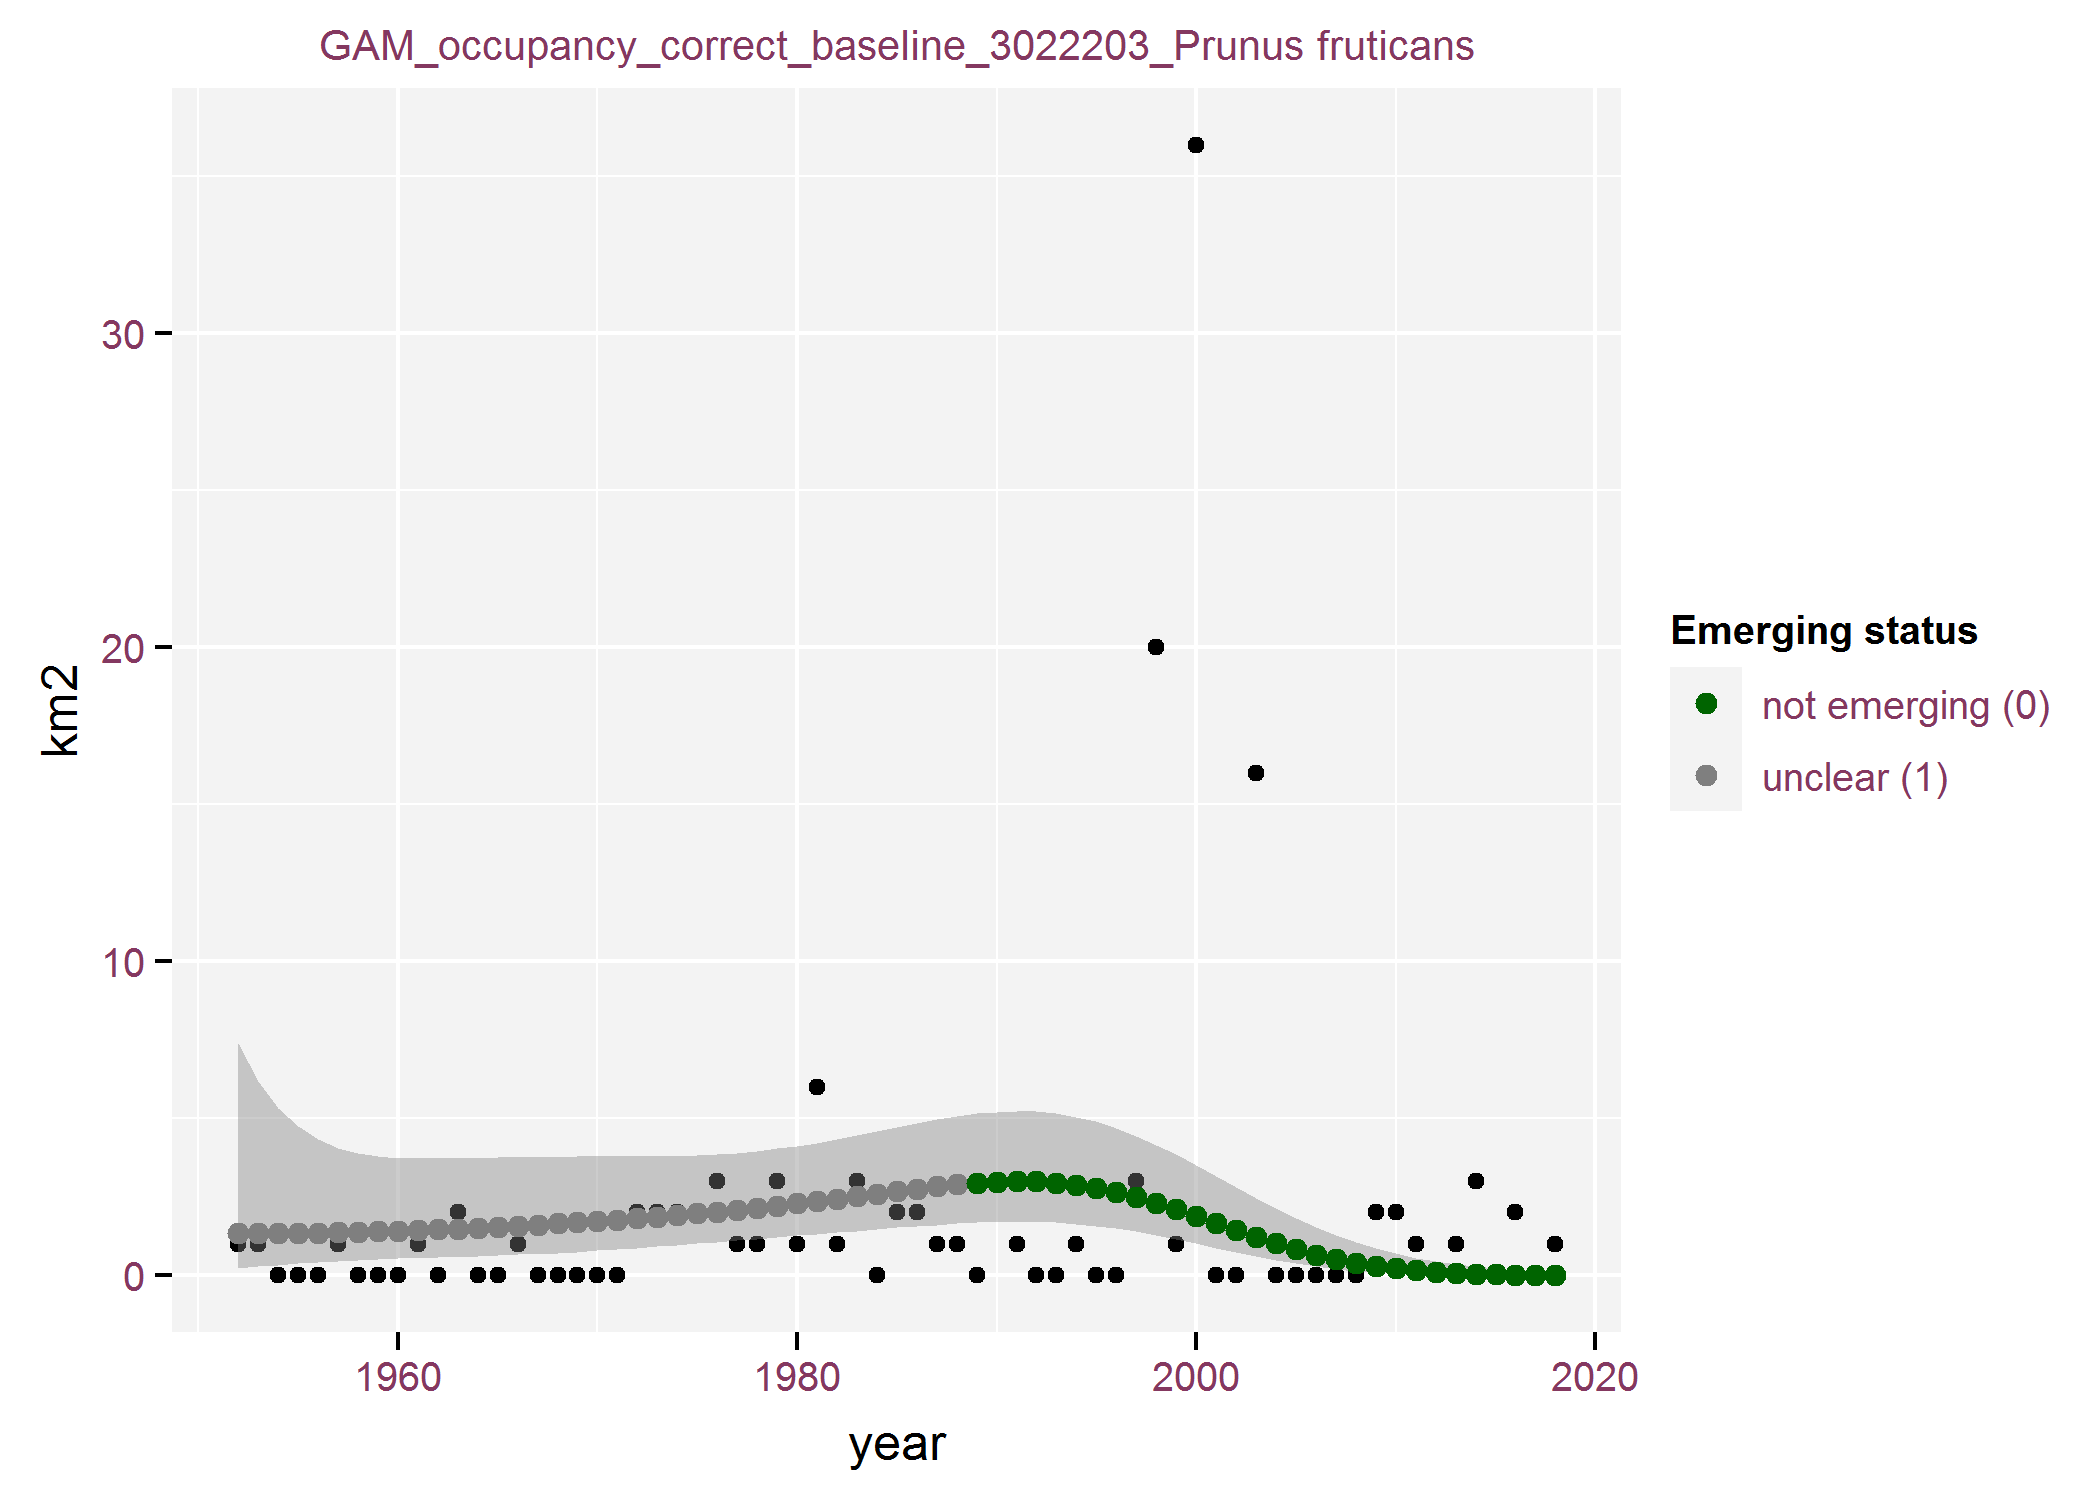 GAM_occupancy_correct_baseline_3022203_Prunus fruticans
30
20
10
0
km2
1960 1980 2000 2020
year
Emerging status
not emerging (0)
unclear (1)